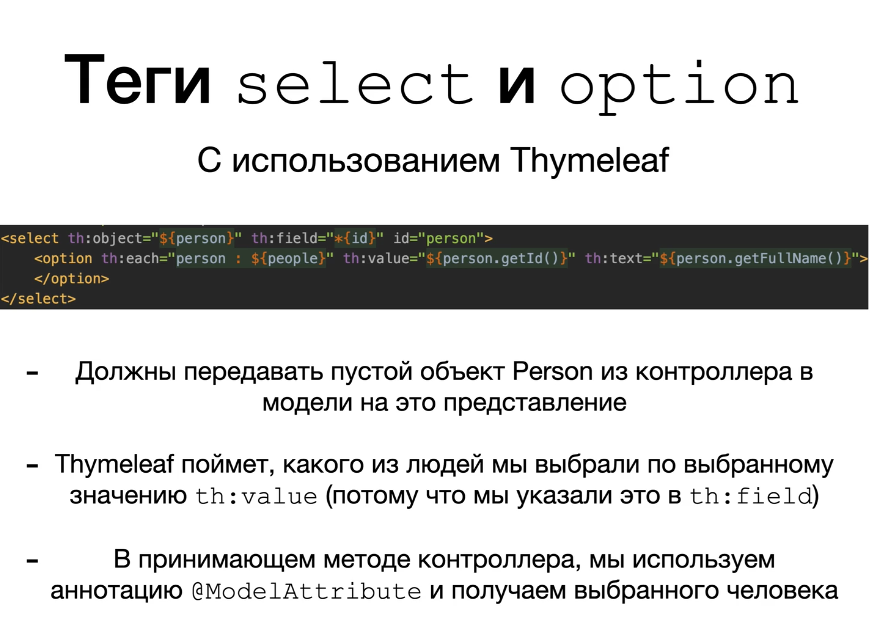 Теги select и option
С использованием Thymeleaf
<select th:object="${person}" th:field="*{id}" id="person">
<option th:each="person : ${people}" th:value="${person.getId()}" th:text="${person.getFullName()}">
</option>
</select>
- Должны передавать пустой объект Person из контроллера в
модели на это представление
- Thymeleaf поймет, какого из людей мы выбрали по выбранному
значению th:value (потому что мы указали это в th:field)
- В принимающем методе контроллера, мы используем
аннотацию @ModelAttribute и получаем выбранного человека